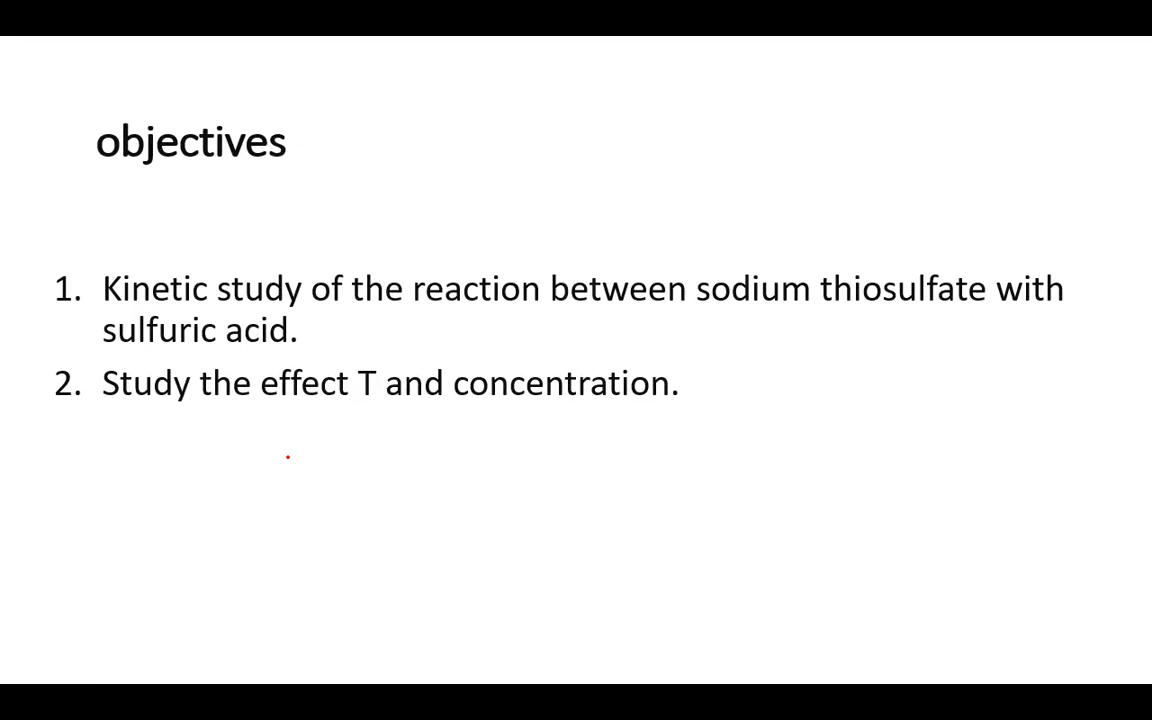 objectives
1. Kinetic study of the reaction between sodium thiosulfate with
sulfuric acid.
2. Study the effect T and concentration.